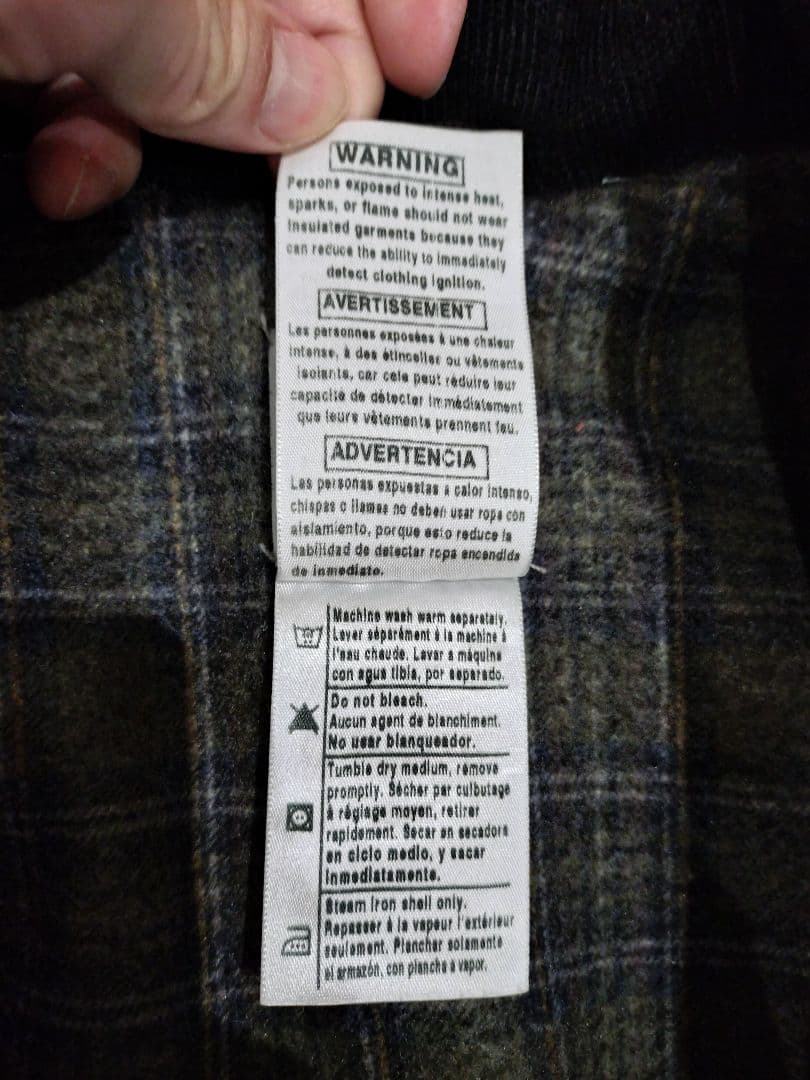 WARNING
Persons exposed to intense heat,
sparks, or flame should not wear
insulated garments because they
can reduce the ability to immediately
detect clothing ignition.
AVERTISSEMENT
Les personnes exposées à une chaleur
intense, à des étinceller ou vêtements
isolants, car cela peut réduire leur
capacité de détecter immédiatement
que leurs vêtements prennent feu.
ADVERTENCIA
Las personas expuestas a calor intenso,
chispas o llamas no deben usar ropa con
aislamiento, porque esto reduce la
habilidad de detectar ropa encendida
de inmediato.
Machine wash warm separately.
Laver séparément à la machine à
l'eau chaude. Lavar a máquina
con agua tibia, por separado.
Do not bleach.
Aucun agent de blanchiment.
No usar blanqueador.
Tumble dry medium, remove
promptly. Sécher par culbutage
à réglage moyen, retirer
rapidement. Secar en secadora
en ciclo medio, y sacar
inmediatamente.
Steam iron shell only.
Repasser à la vapeur l'extérieur
seulement. Planchar solamente
el armazón, con plancha a vapor.